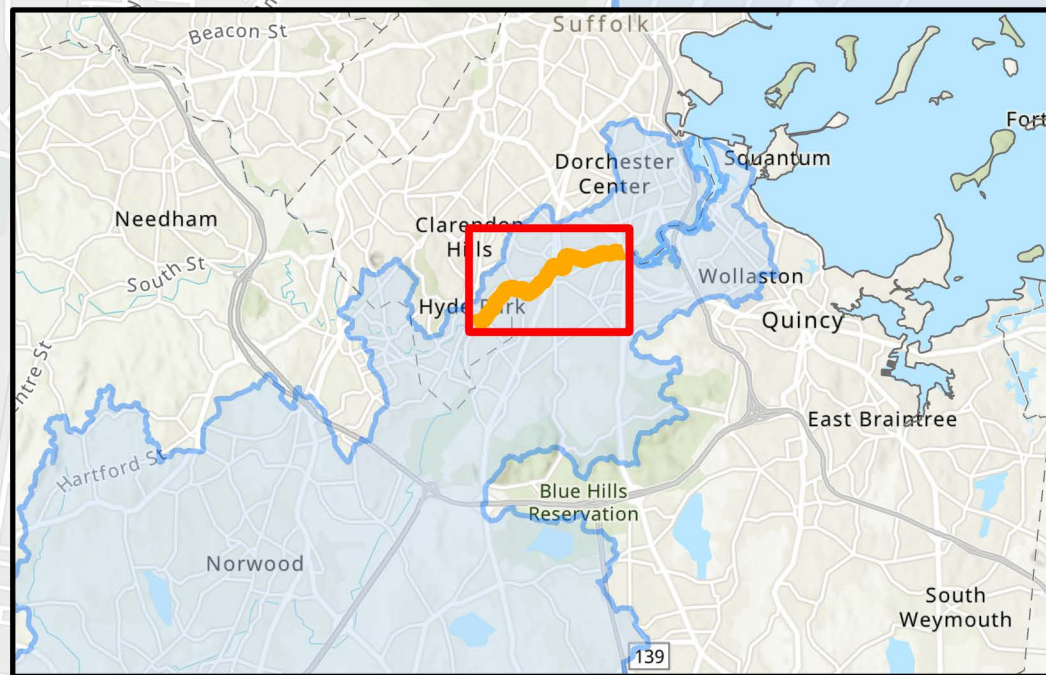 Beacon St
Suffolk
Fort
Dorchester
Center
Squantum
Needham
Clarendon
Hills
South St
Wollaston
Hyde Park
Quincy
entre St
East Braintree
Hartford St
Blue Hills
Reservation
Norwood
South
Weymouth
139